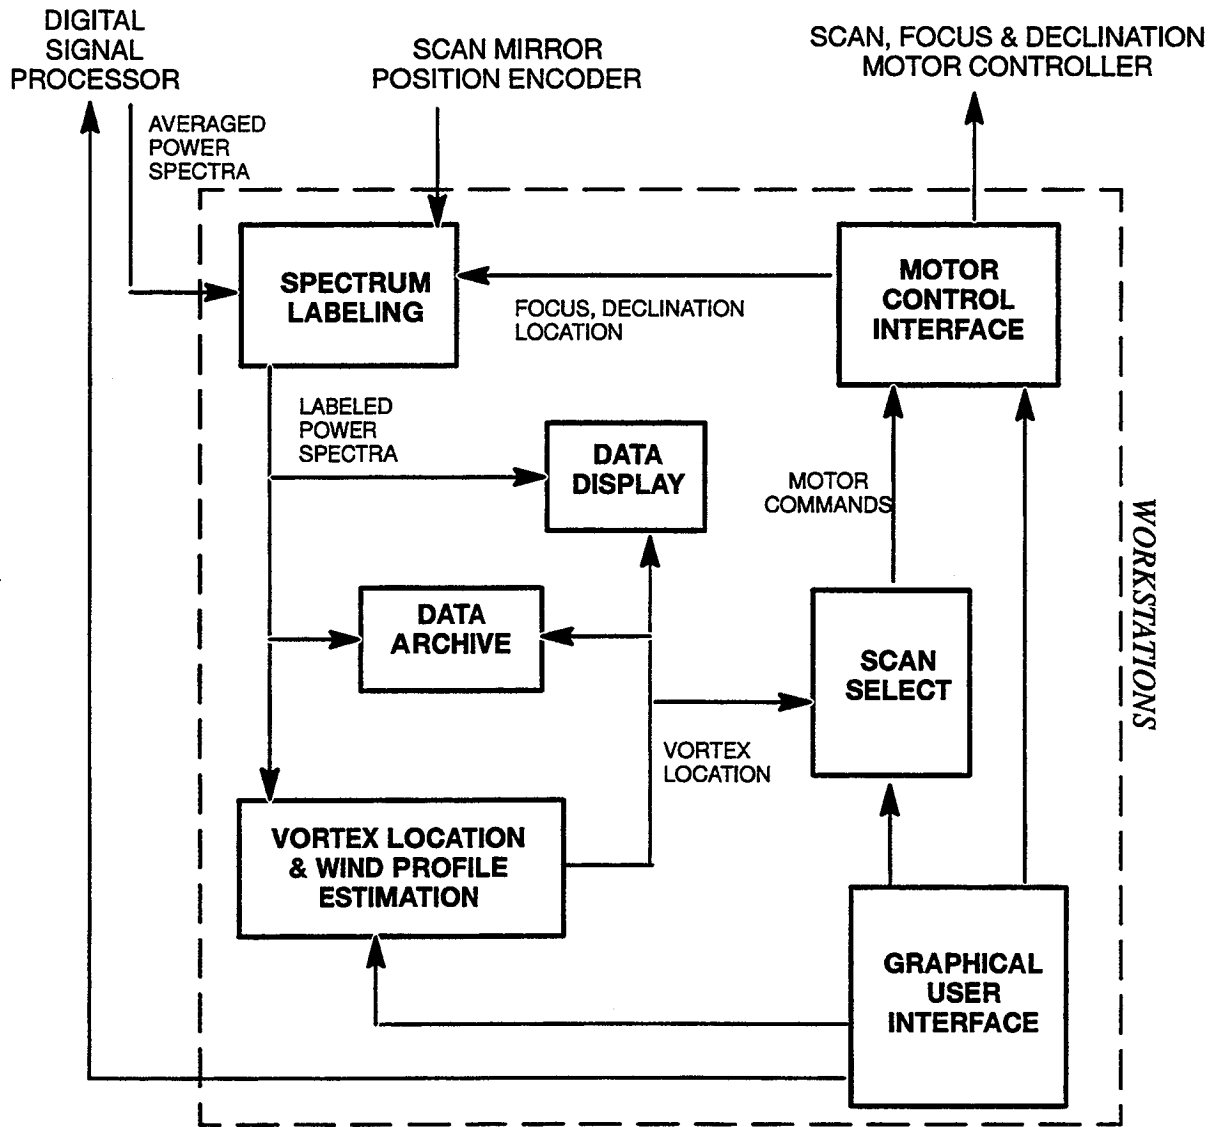 DIGITAL
SIGNAL
PROCESSOR
SCAN MIRROR
POSITION ENCODER
SCAN, FOCUS & DECLINATION
MOTOR CONTROLLER
AVERAGED
POWER
SPECTRA
SPECTRUM
LABELING
FOCUS, DECLINATION
LOCATION
MOTOR
CONTROL
INTERFACE
LABELED
POWER
SPECTRA
DATA
DISPLAY
MOTOR
COMMANDS
WORKSTATIONS
DATA
ARCHIVE
SCAN
SELECT
VORTEX
LOCATION
VORTEX LOCATION
& WIND PROFILE
ESTIMATION
GRAPHICAL
USER
INTERFACE